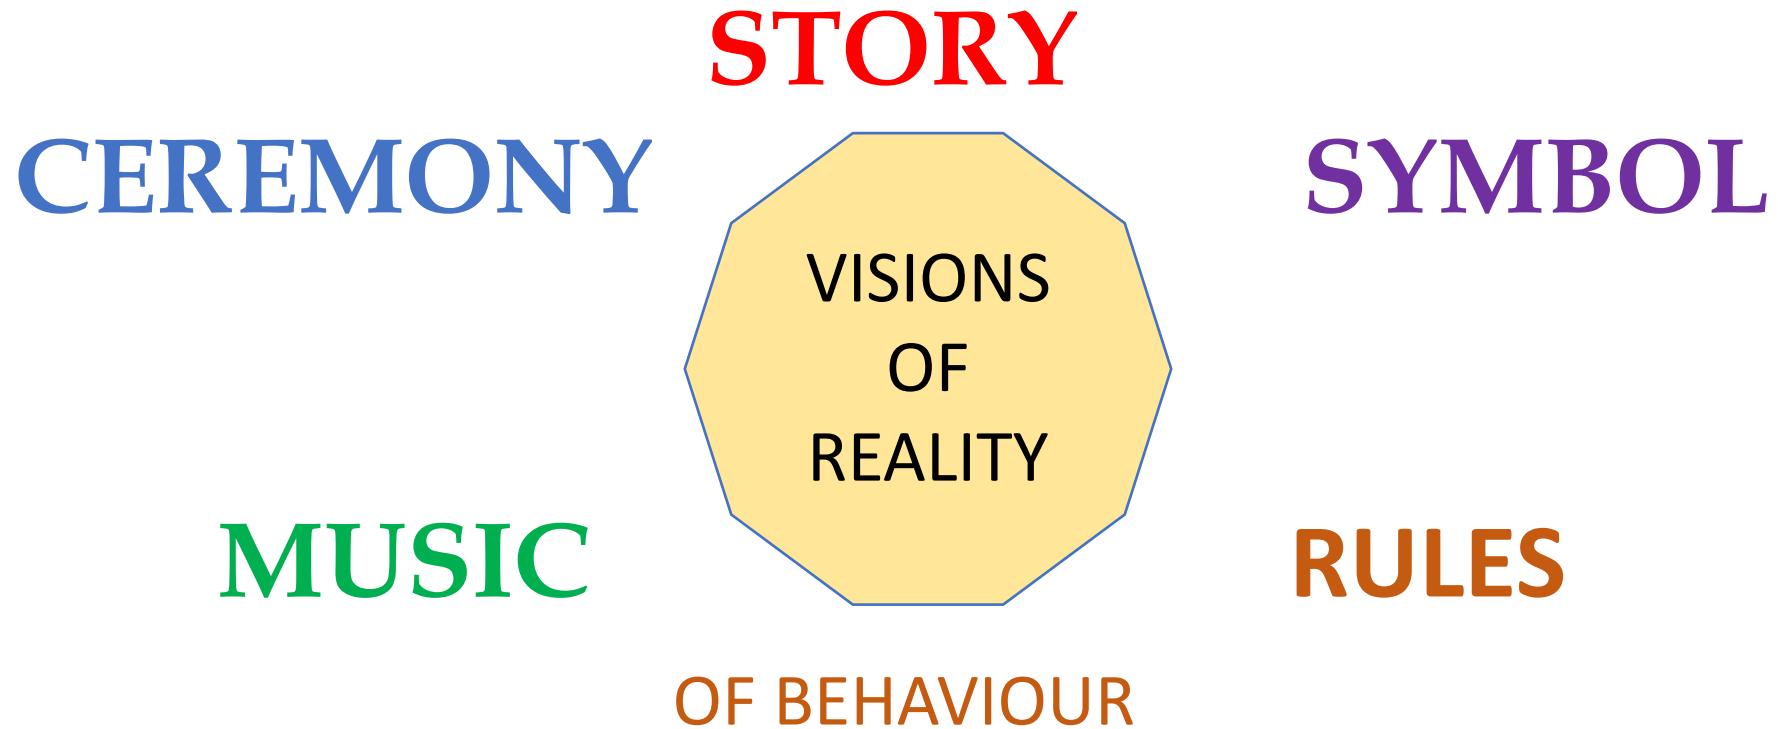 STORY
CEREMONY
SYMBOL
VISIONS
OF
REALITY
MUSIC
RULES
OF BEHAVIOUR